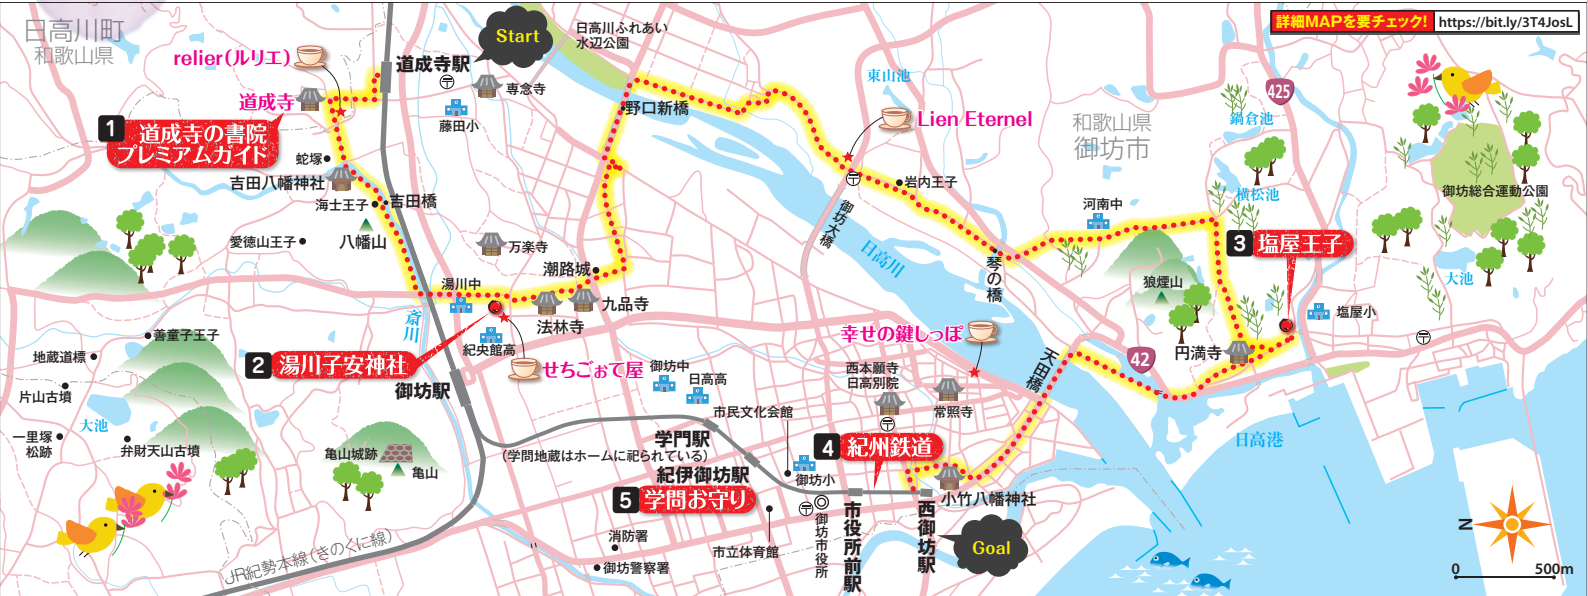 日高川町
和歌山県
relier(ルリエ)
道成寺
1 道成寺の書院
プレミアムガイド
蛇塚
吉田八幡神社
海士王子
吉田橋
愛徳山王子
八幡山
道成寺駅
Start
専念寺
藤田小
日高川ふれあい
水辺公園
野口新橋
万楽寺
潮路城
湯川中
法林寺
九品寺
斎川
紀央館高
2 湯川子安神社
せちごぉて屋
御坊駅
善童子王子
地蔵道標
片山古墳
大池
一里塚
松跡
弁財天山古墳
亀山城跡
亀山
JR紀勢本線(きのくに線)
御坊中
日高高
市民文化会館
学門駅
(学問地蔵はホームに祀られている)
紀伊御坊駅
5 学問お守り
御坊小
消防署
御坊警察署
市立体育館
御坊市役所
市役所前駅
4 紀州鉄道
西御坊駅
小竹八幡神社
Goal
西本願寺
日高別院
常照寺
幸せの鍵しっぽ
天田橋
42
東山池
Lien Eternel
岩内王子
御坊大橋
日高川
琴の橋
和歌山県
御坊市
河南中
狼煙山
円満寺
3 塩屋王子
塩屋小
日高港
425
鍋倉池
横松池
御坊総合運動公園
大池
詳細MAPを要チェック!
https://bit.ly/3T4JosL
N
0 500m